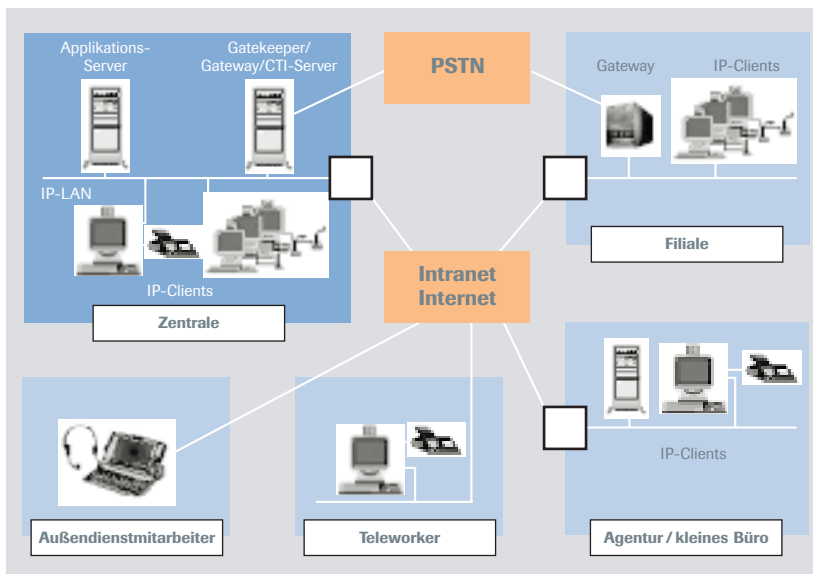 Applikations-
Server
Gatekeeper/
Gateway/CTI-Server
IP-LAN
IP-Clients
Zentrale
PSTN
Gateway
IP-Clients
Filiale
Intranet
Internet
IP-Clients
Außendienstmitarbeiter
Teleworker
Agentur / kleines Büro